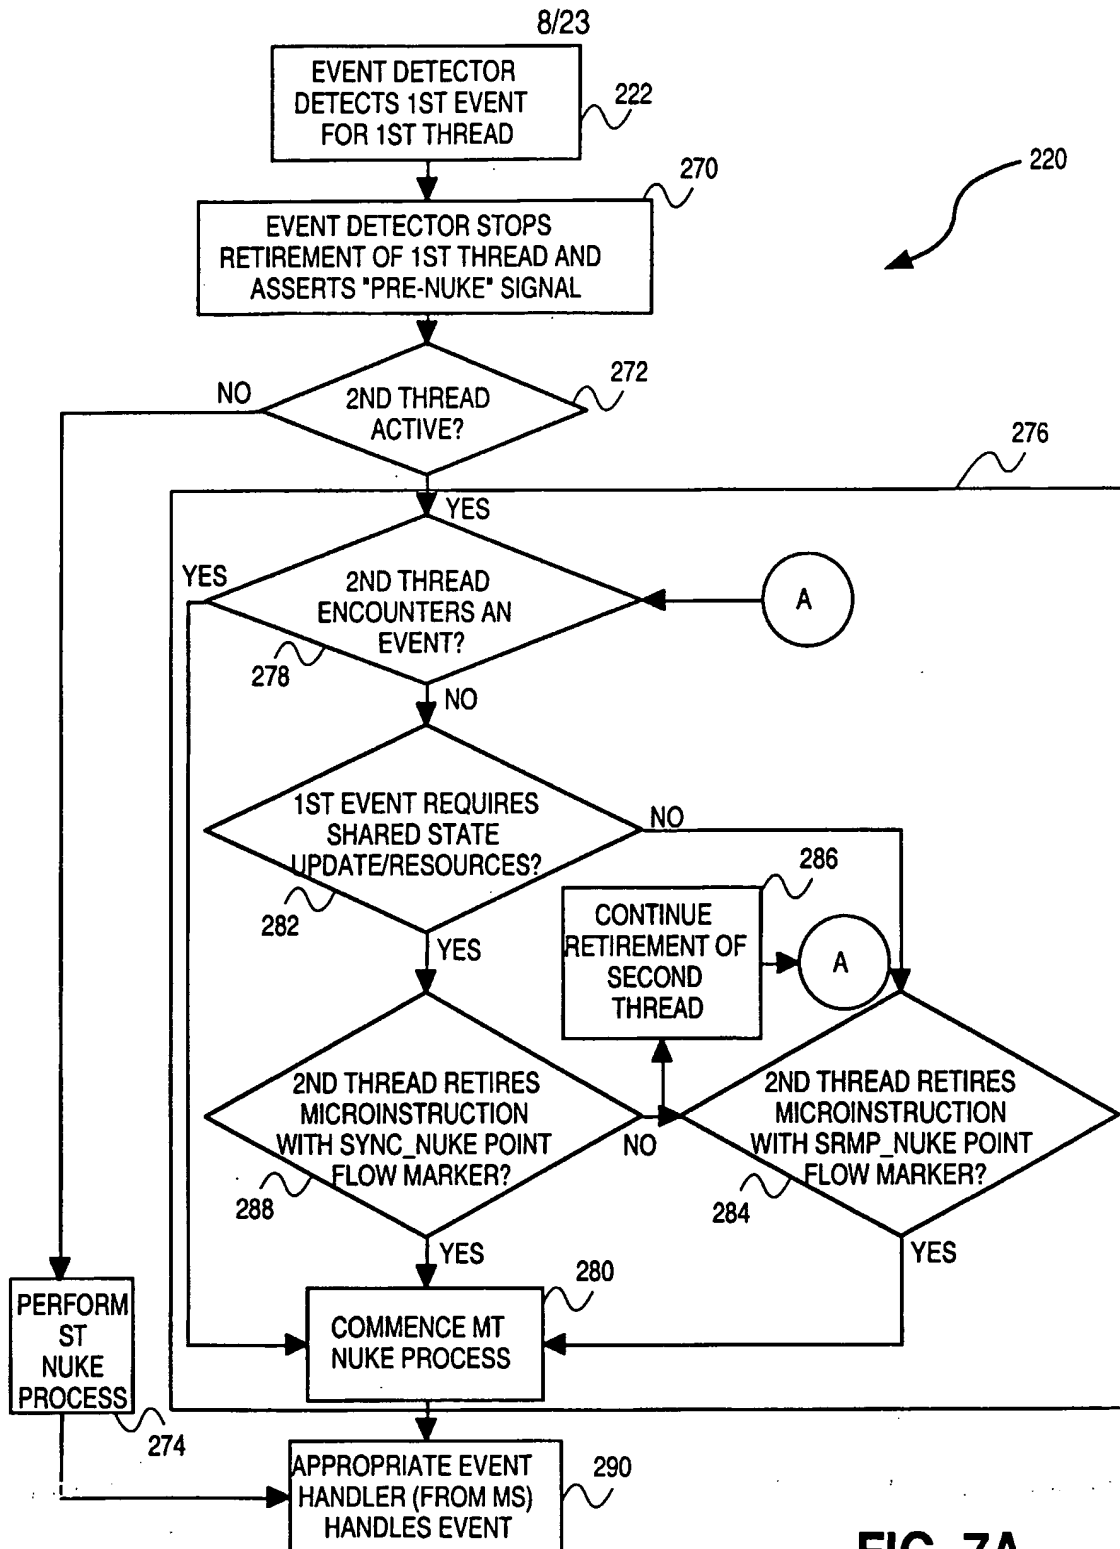 8/23
EVENT DETECTOR
DETECTS 1ST EVENT
FOR 1ST THREAD
222
220
270
EVENT DETECTOR STOPS
RETIREMENT OF 1ST THREAD AND
ASSERTS "PRE-NUKE" SIGNAL
272
NO
2ND THREAD
ACTIVE?
276
YES
YES
2ND THREAD
ENCOUNTERS AN
EVENT?
A
278
NO
1ST EVENT REQUIRES
SHARED STATE
UPDATE/RESOURCES?
NO
282
286
CONTINUE
RETIREMENT OF
SECOND
THREAD
A
YES
2ND THREAD RETIRES
MICROINSTRUCTION
WITH SYNC_NUKE POINT
FLOW MARKER?
NO
288
2ND THREAD RETIRES
MICROINSTRUCTION
WITH SRMP_NUKE POINT
FLOW MARKER?
284
YES
YES
280
COMMENCE MT
NUKE PROCESS
PERFORM
ST
NUKE
PROCESS
274
APPROPRIATE EVENT
HANDLER (FROM MS)
HANDLES EVENT
290
FIG. 7A